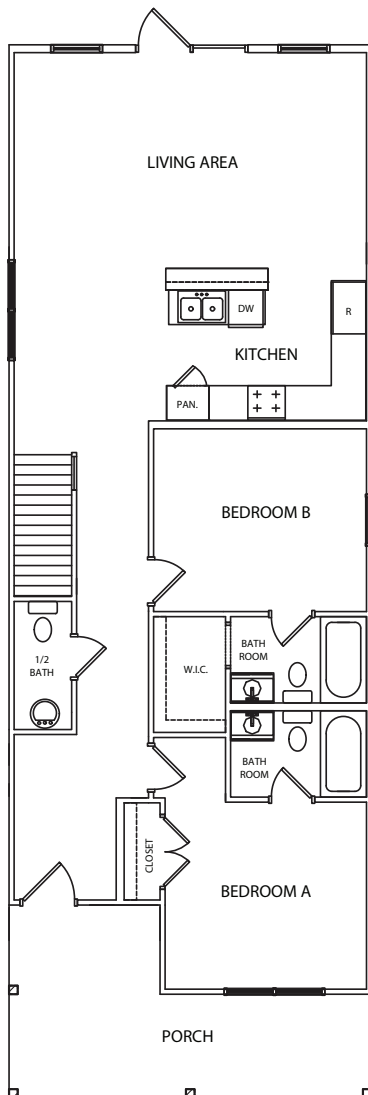 LIVING AREA
DW
R
KITCHEN
PAN.
BEDROOM B
1/2
BATH
W.I.C.
BATH
ROOM
BATH
ROOM
CLOSET
BEDROOM A
PORCH